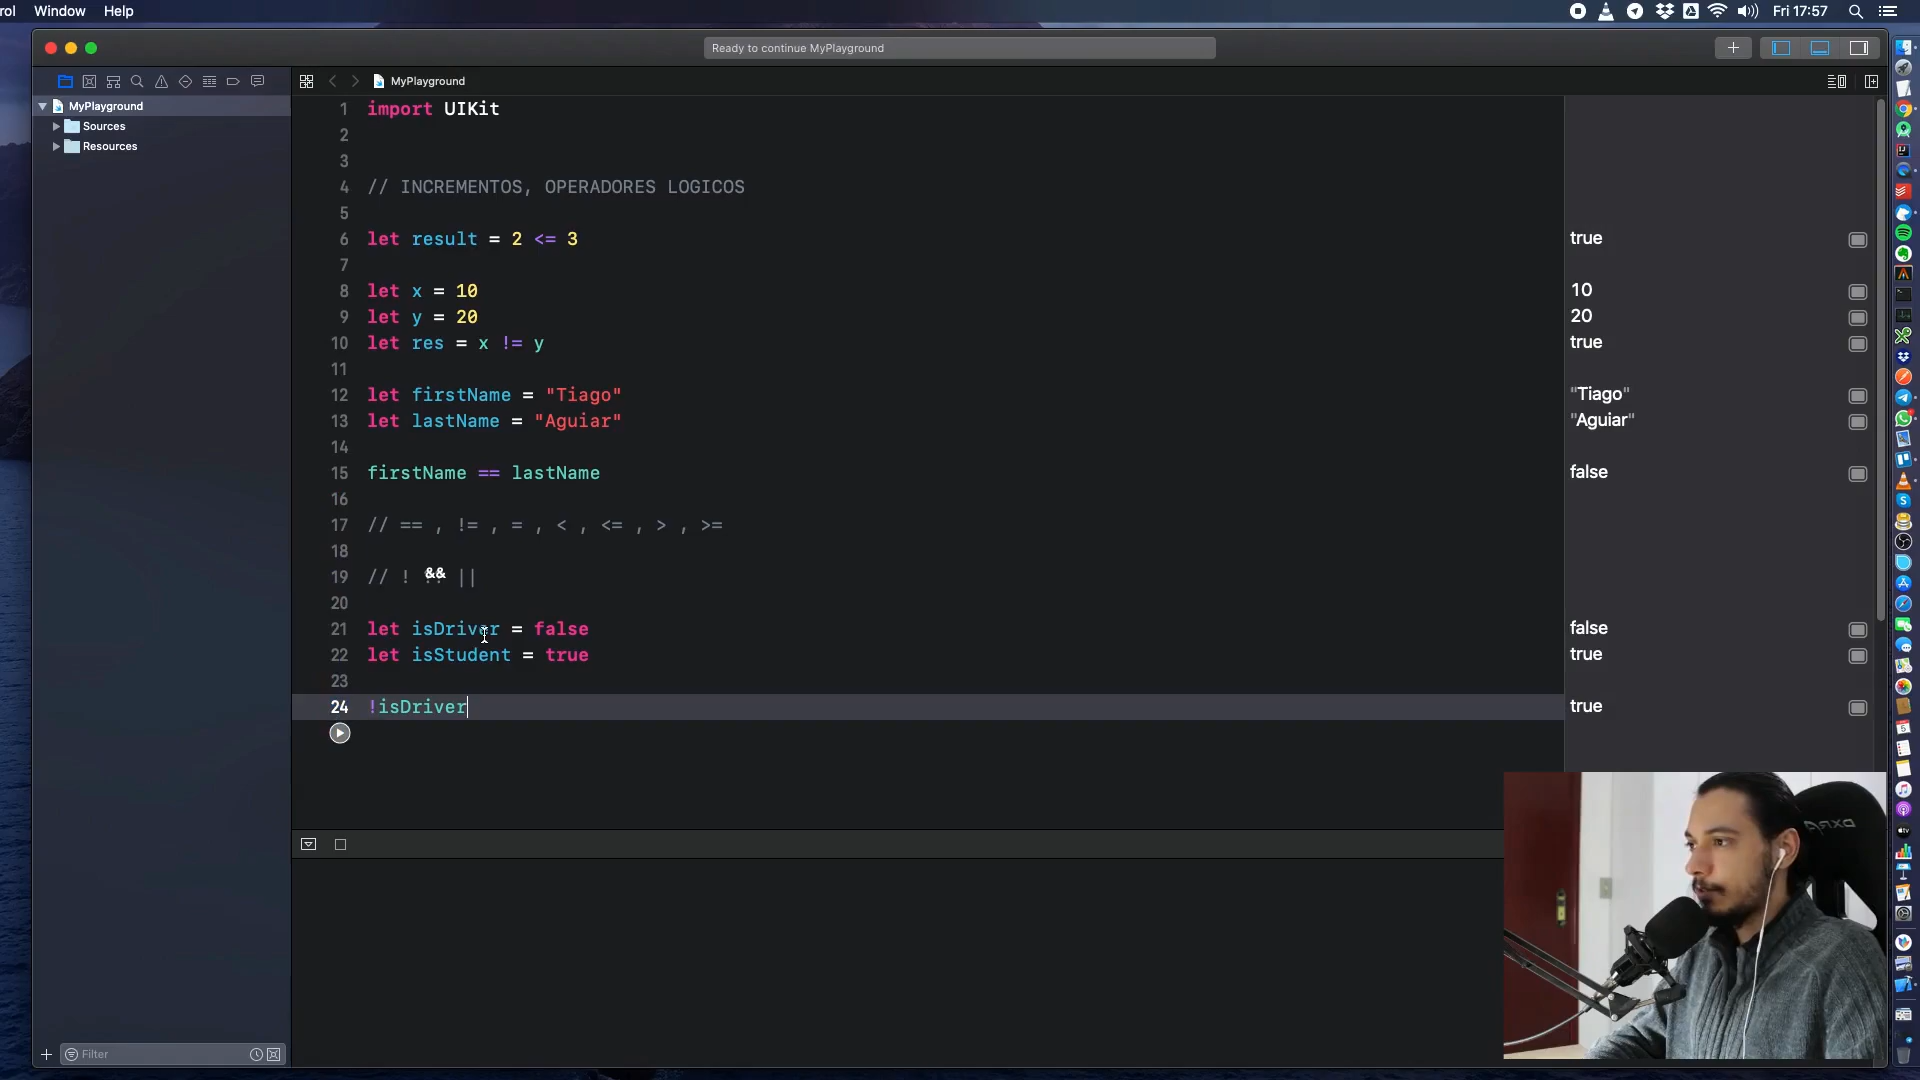 rol Window Help
Fri 17:57
Ready to continue MyPlayground
MyPlayground
MyPlayground
Sources
Resources
1 import UIKit
2
3
4 // INCREMENTOS, OPERADORES LOGICOS
5
6 let result = 2 <= 3 true
7
8 let x = 10 10
9 let y = 20 20
10 let res = x != y true
11
12 let firstName = "Tiago" "Tiago"
13 let lastName = "Aguiar" "Aguiar"
14
15 firstName == lastName false
16
17 // == , != , = , < , <= , > , >=
18
19 // ! && ||
20
21 let isDriver = false false
22 let isStudent = true true
23
24 !isDriver true
Filter
DXRA